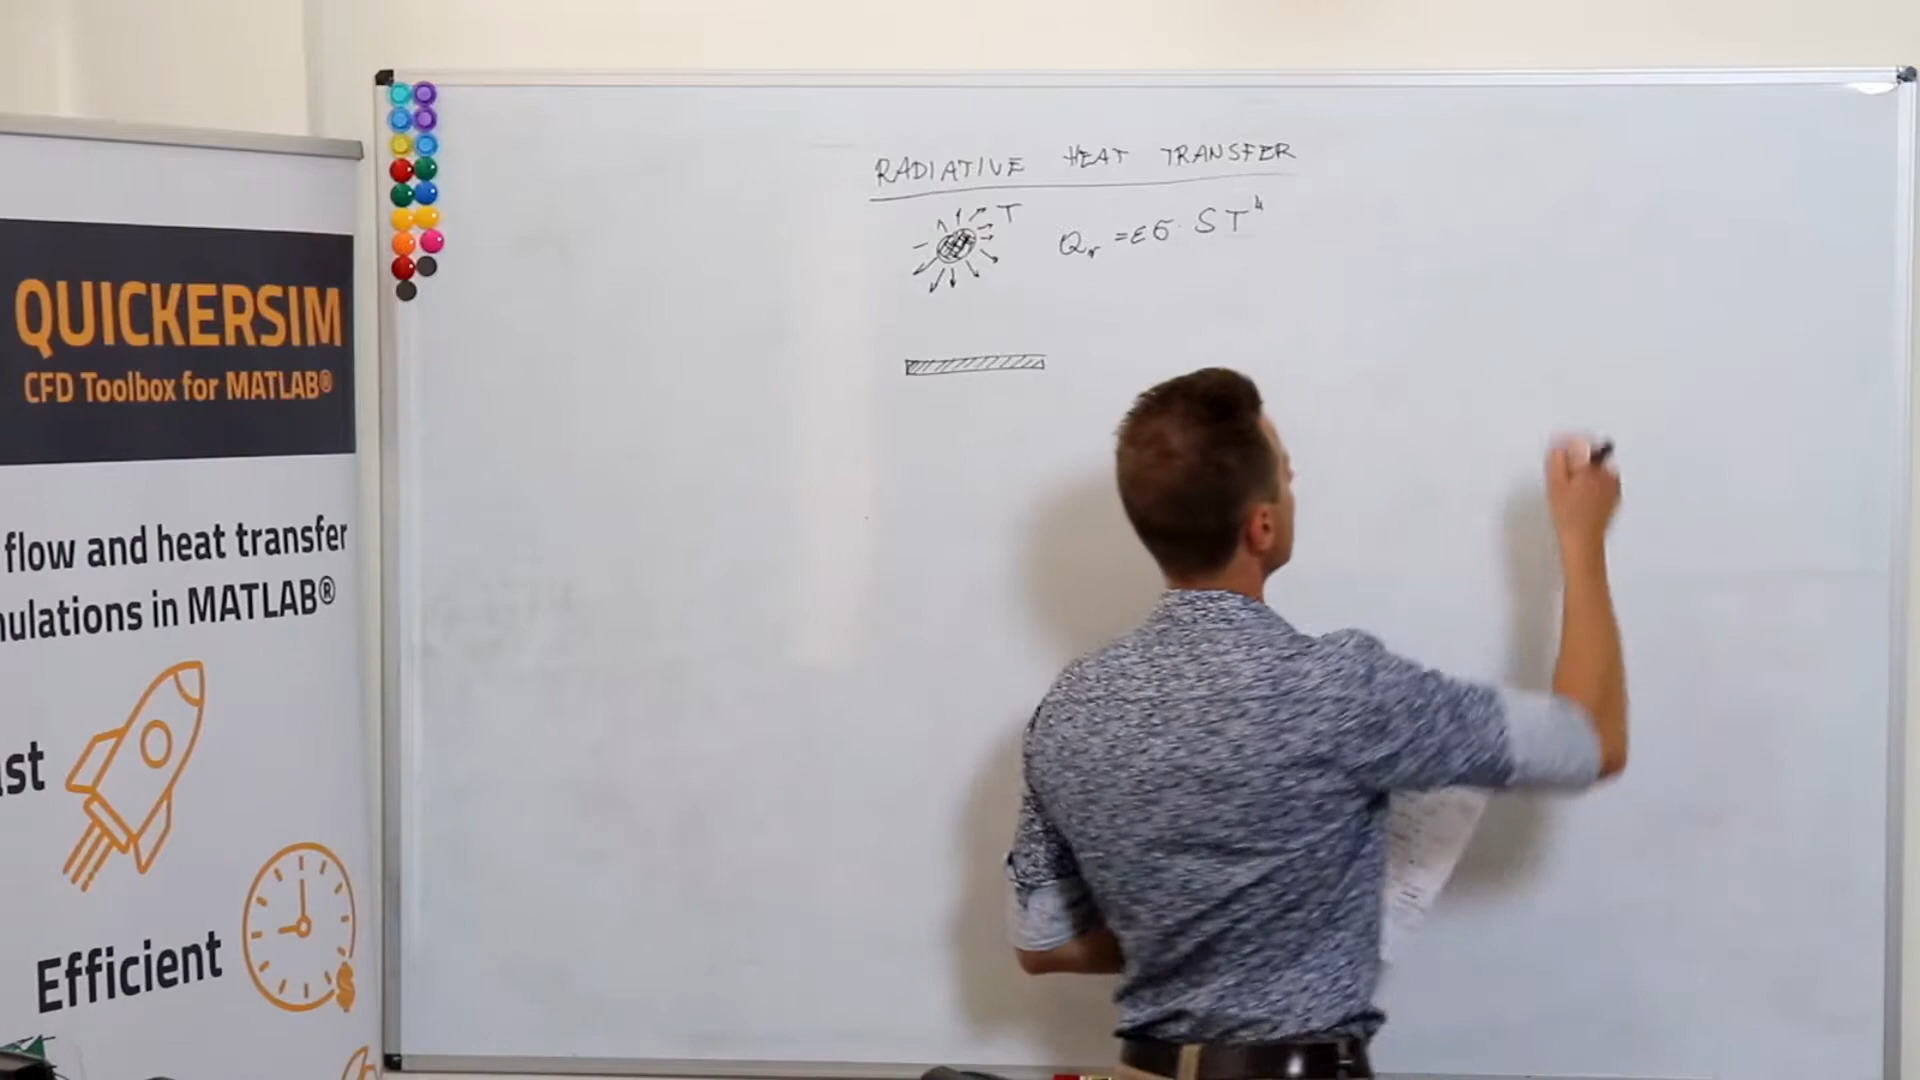 RADIATIVE HEAT TRANSFER
T
Qr = εσ · S T⁴
QUICKERSIM
CFD Toolbox for MATLAB®
flow and heat transfer
ulations in MATLAB®
st
Efficient
$